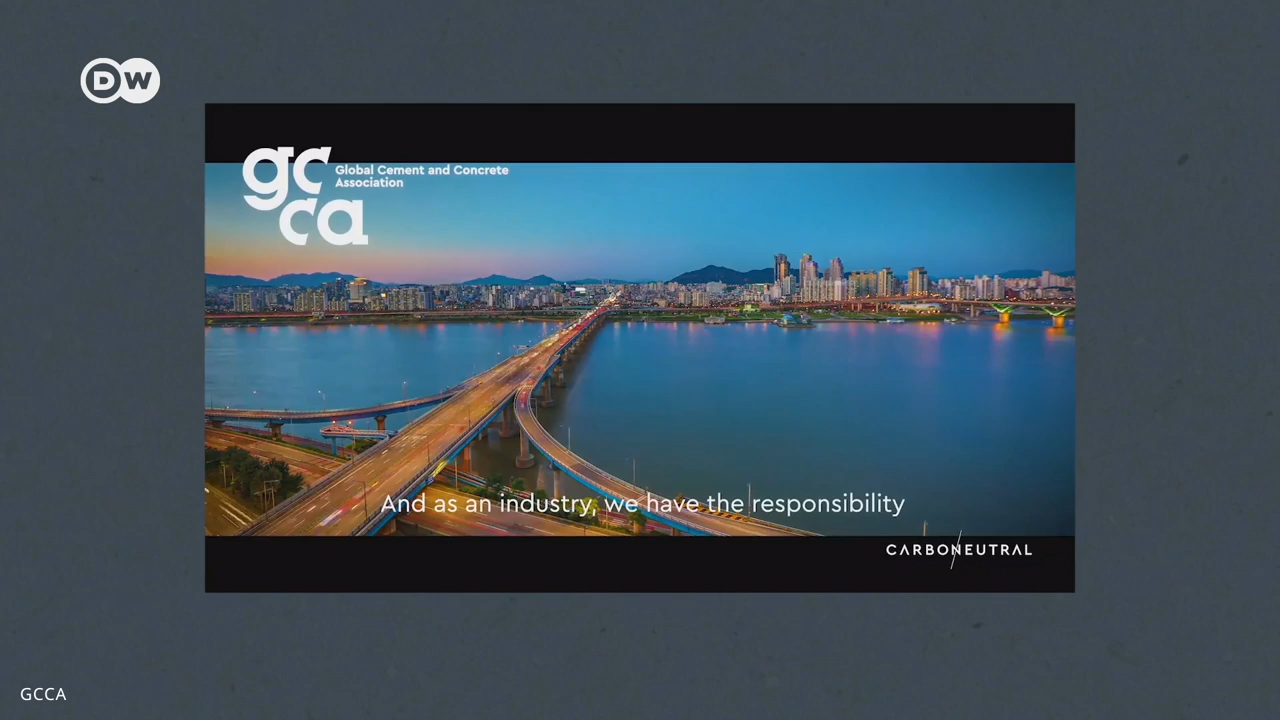 DW
gc
ca
Global Cement and Concrete
Association
And as an industry, we have the responsibility
CARBONEUTRAL
GCCA